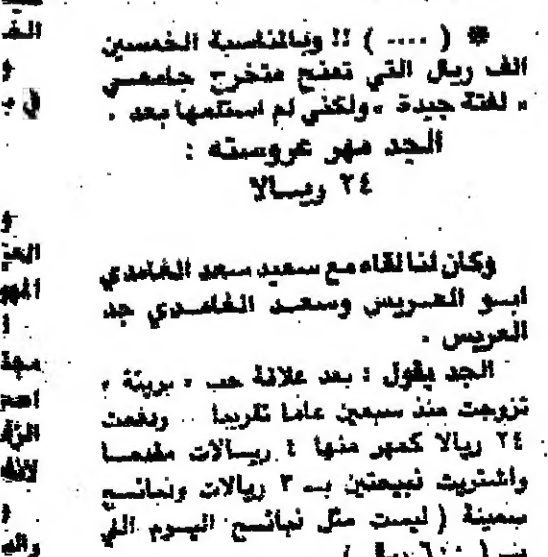 * ( .... ) !! وبالمناسبة الخمسين
الف ريال التي تمنح متخرج جامعي
« لفتة جيدة » ولكني لم استلمها بعد .
الجد مهر عروسته :
٢٤ ريالا
وكان لنا لقاء مع سعيد سعد الغامدي
ابو العريس وسعد الغامدي جد
العريس .
الجد يقول : بعد علاقة حب « بريئة »
تزوجت منذ سبعين عاما تقريبا .. ودفعت
٢٤ ريالا كمهر منها ٤ ريالات مقدما
واشتريت ذبيحتين بـ ٣ ريالات وذبائح
سمينة ( ليست مثل ذبائح اليوم التي